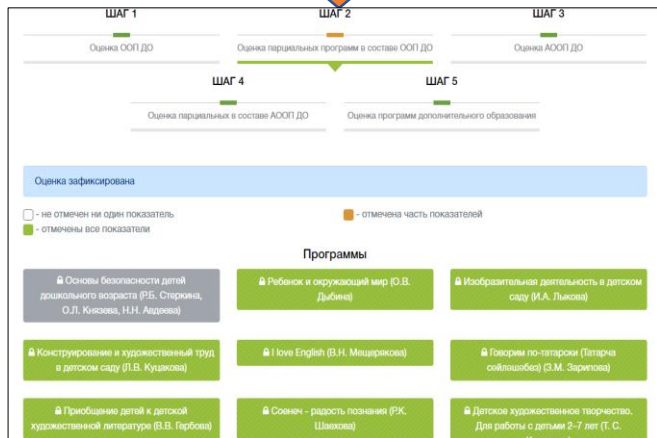 ШАГ 1
ШАГ 2
ШАГ 3
Оценка ООП ДО
Оценка парциальных программ в составе ООП ДО
Оценка АООП ДО
ШАГ 4
ШАГ 5
Оценка парциальных в составе АООП ДО
Оценка программ дополнительного образования
Оценка зафиксирована
- не отмечен ни один показатель
- отмечена часть показателей
- отмечены все показатели
Программы
Основы безопасности детей
дошкольного возраста (Р.Б. Стеркина,
О.Л. Князева, Н.Н. Авдеева)
Ребенок и окружающий мир (О.В.
Дыбина)
Изобразительная деятельность в детском
саду (И.А. Лыкова)
Конструирование и художественный труд
в детском саду (Л.В. Куцакова)
I love English (В.Н. Мещерякова)
Говорим по-татарски (Татарча
сөйләшәбез) (З.М. Зарипова)
Приобщение детей к детской
художественной литературе (В.В. Гербова)
Соенеч - радость познания (Р.К.
Шаехова)
Детское художественное творчество.
Для работы с детьми 2–7 лет (Т. С.